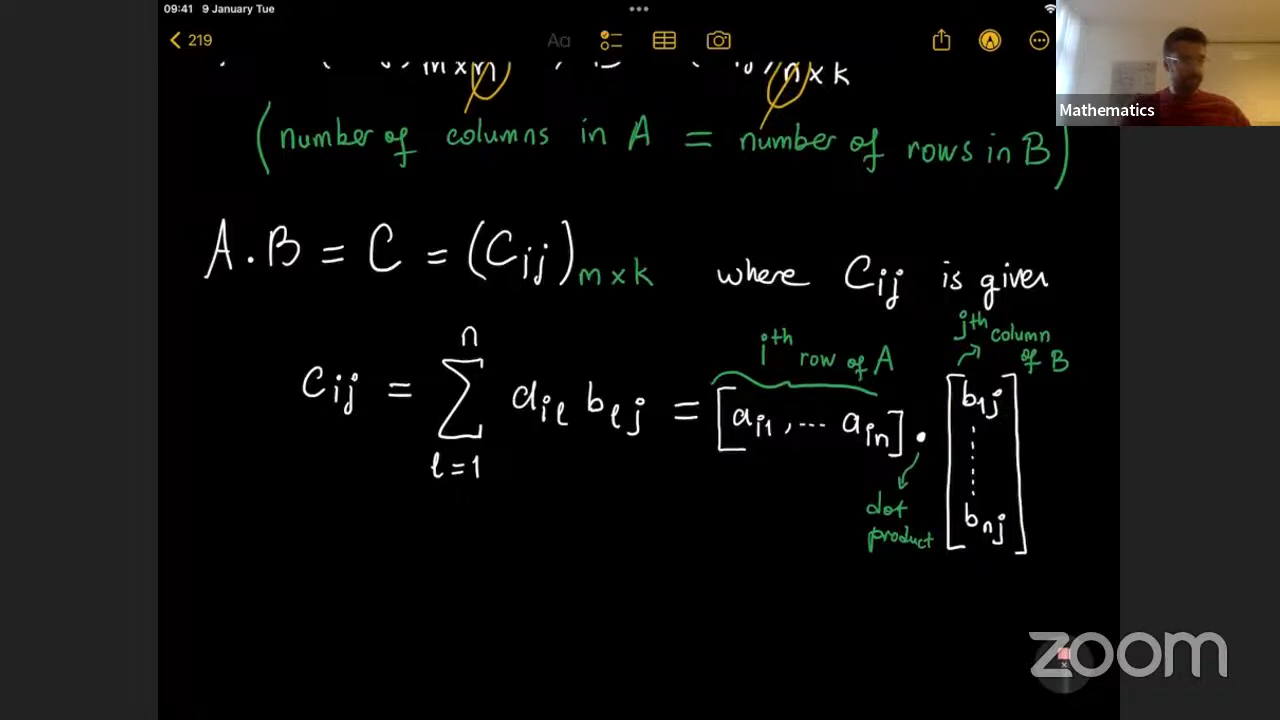 09:41 9 January Tue
219
Aa
Mathematics
m×n , n×k
(number of columns in A = number of rows in B)
A.B = C = (Cij)m×k where Cij is given
n
jth column of B
ith row of A
cij = Σ ail blj = [ai1, ... ain] . [b1j
l=1
bnj]
dot product
zoom